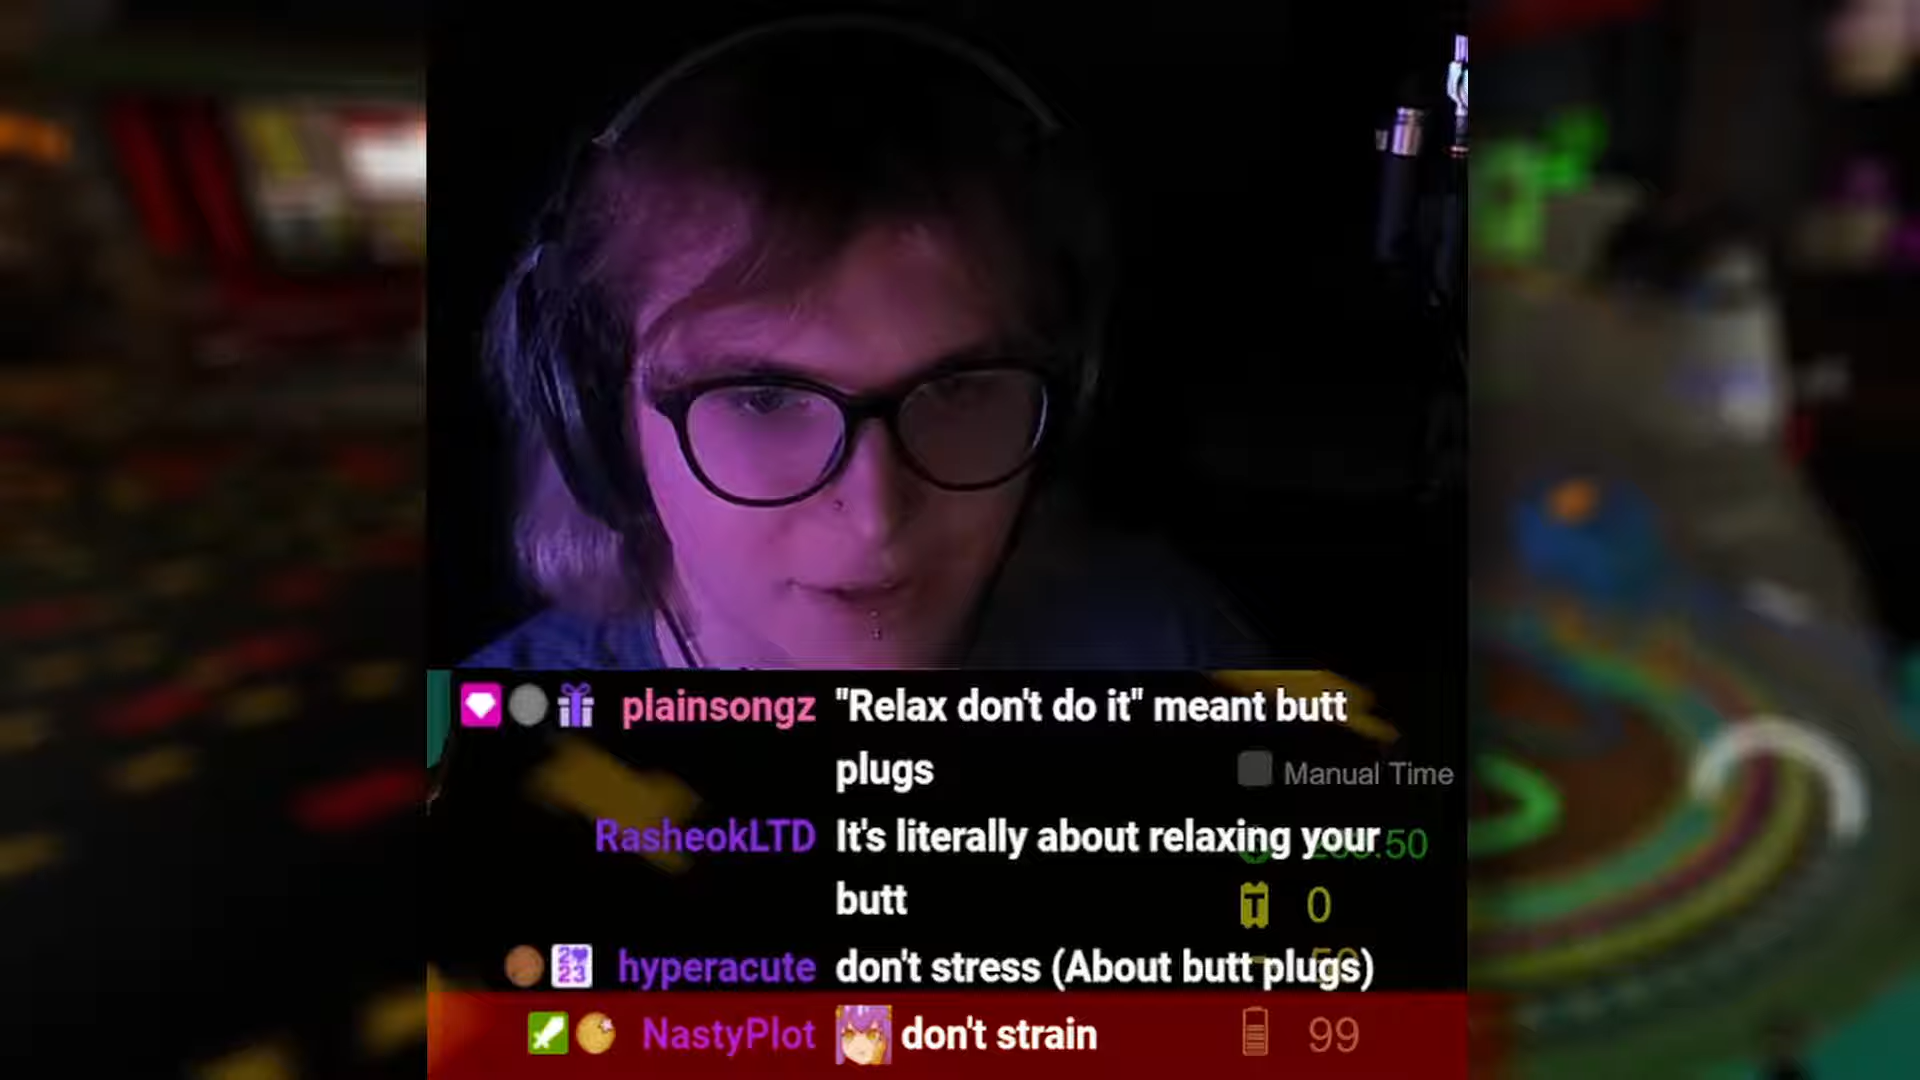 plainsongz "Relax don't do it" meant butt
plugs
Manual Time
RasheokLTD It's literally about relaxing your
.50
butt
0
hyperacute don't stress (About butt plugs)
NastyPlot don't strain
99